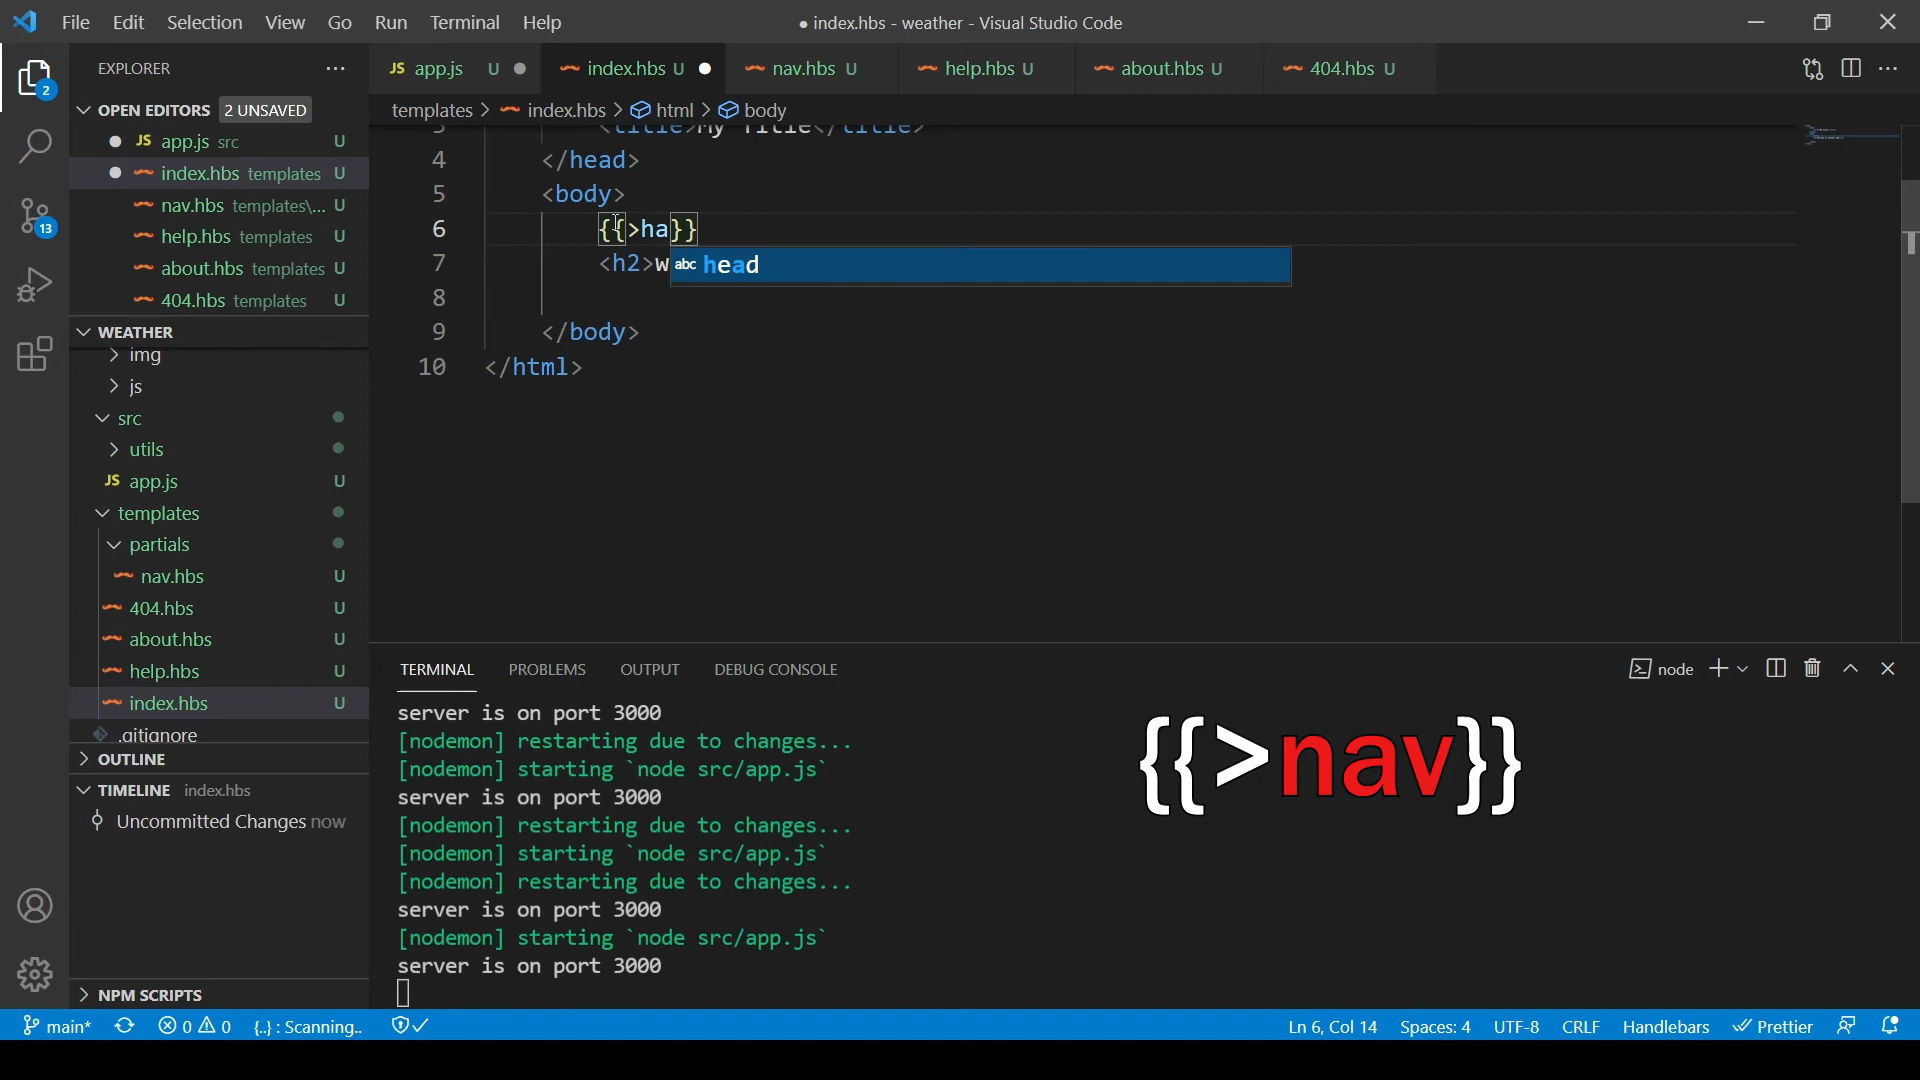 File Edit Selection View Go Run Terminal Help
● index.hbs - weather - Visual Studio Code
EXPLORER ···
JS app.js U
index.hbs U
nav.hbs U
help.hbs U
about.hbs U
404.hbs U
OPEN EDITORS 2 UNSAVED
JS app.js src U
index.hbs templates U
nav.hbs templates\... U
help.hbs templates U
about.hbs templates U
404.hbs templates U
WEATHER
img
js
src
utils
JS app.js U
templates
partials
nav.hbs U
404.hbs U
about.hbs U
help.hbs U
index.hbs U
.gitignore
OUTLINE
TIMELINE index.hbs
Uncommitted Changes now
NPM SCRIPTS
2
13
templates > index.hbs > html > body
3 <title>My Title</title>
4 </head>
5 <body>
6 {{>ha}}
7 <h2>w
abc head
8
9 </body>
10 </html>
TERMINAL PROBLEMS OUTPUT DEBUG CONSOLE
node
server is on port 3000
[nodemon] restarting due to changes...
[nodemon] starting `node src/app.js`
server is on port 3000
[nodemon] restarting due to changes...
[nodemon] starting `node src/app.js`
[nodemon] restarting due to changes...
server is on port 3000
[nodemon] starting `node src/app.js`
server is on port 3000
{{>nav}}
main* 0 0 {..} : Scanning..
Ln 6, Col 14 Spaces: 4 UTF-8 CRLF Handlebars Prettier